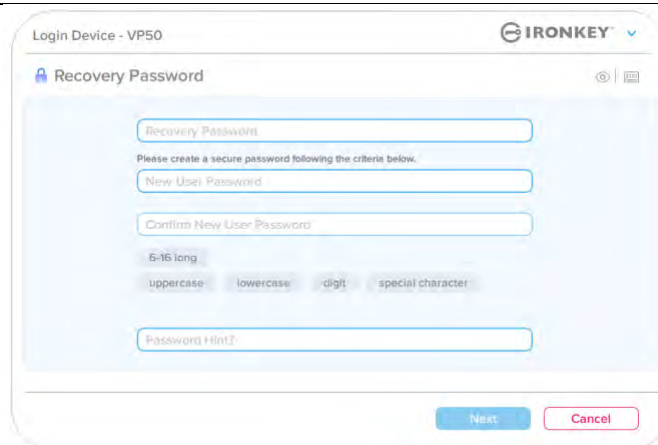 Login Device - VP50
IRONKEY
Recovery Password
Recovery Password
Please create a secure password following the criteria below.
New User Password
Confirm New User Password
6-16 long
uppercase lowercase digit special character
Password Hint?
Next Cancel